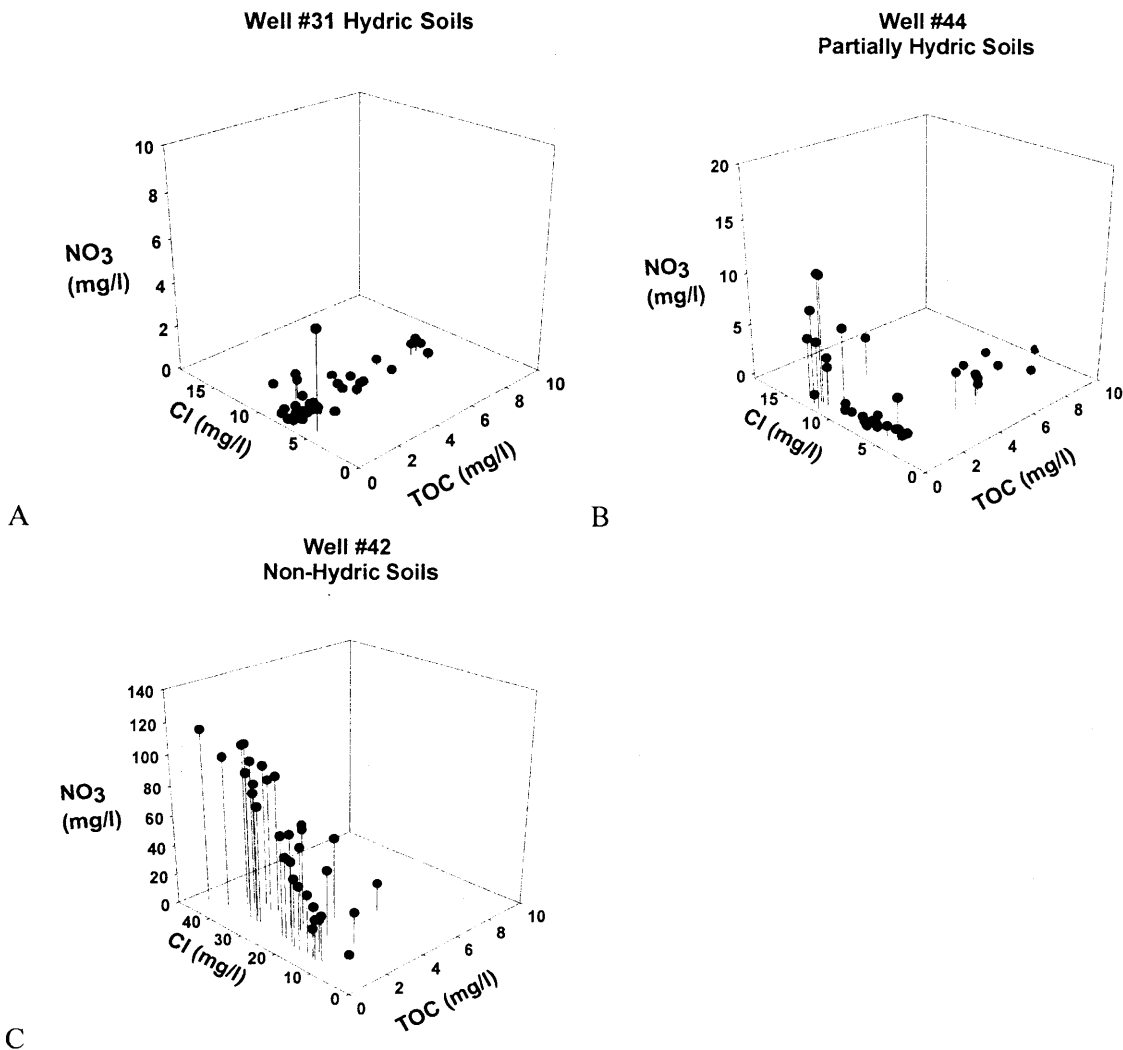 Well #31 Hydric Soils
10
8
6
4
2
0
NO3
(mg/l)
15
10
5
0
Cl (mg/l)
0
2
4
6
8
10
TOC (mg/l)
A
Well #44
Partially Hydric Soils
20
15
10
5
0
NO3
(mg/l)
15
10
5
0
Cl (mg/l)
0
2
4
6
8
10
TOC (mg/l)
B
Well #42
Non-Hydric Soils
140
120
100
80
60
40
20
0
NO3
(mg/l)
40
30
20
10
0
Cl (mg/l)
0
2
4
6
8
10
TOC (mg/l)
C